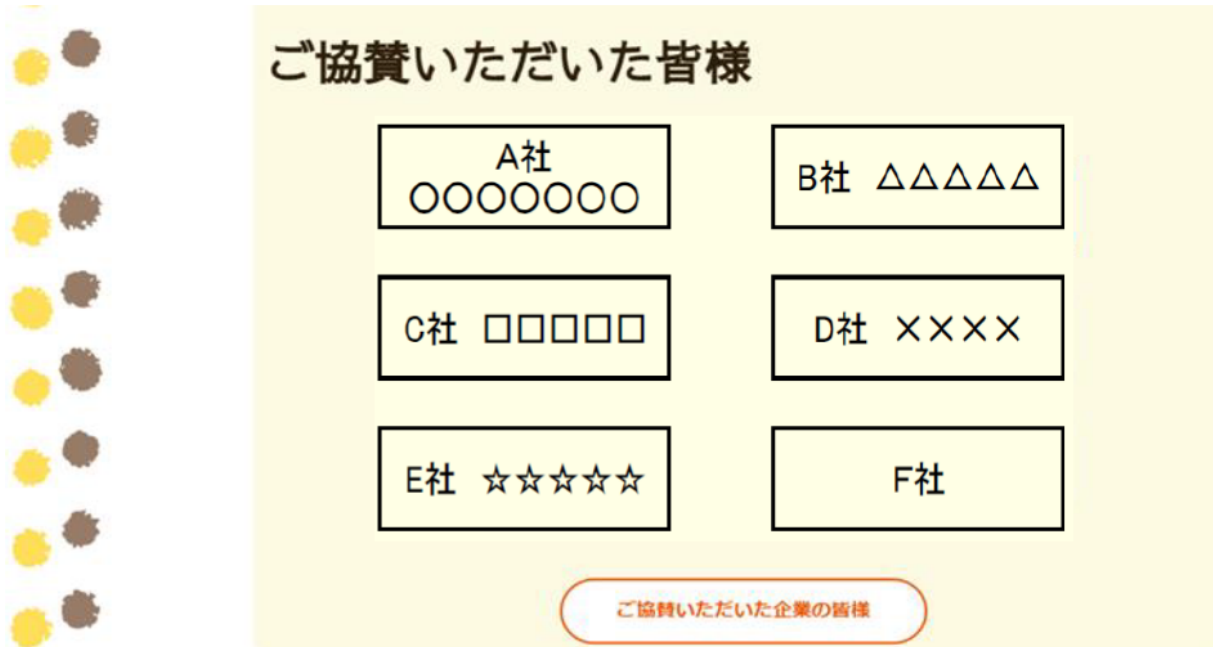 ご協賛いただいた皆様
A社
〇〇〇〇〇〇〇
B社 △△△△△
C社 □□□□□
D社 ××××
E社 ☆☆☆☆☆
F社
ご協賛いただいた企業の皆様